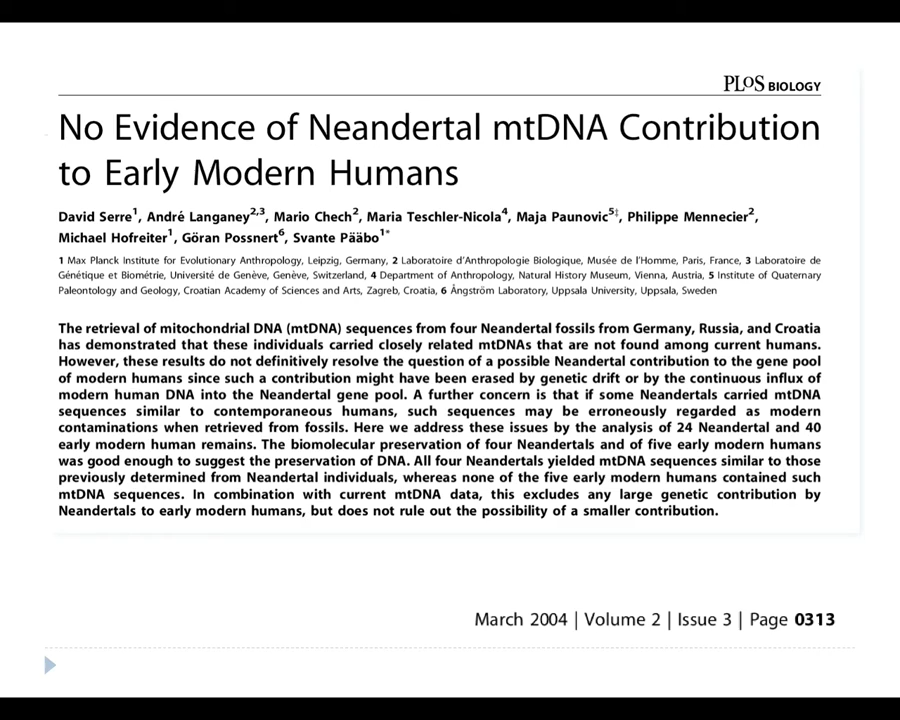 PLOS BIOLOGY
No Evidence of Neandertal mtDNA Contribution
to Early Modern Humans
David Serre1, André Langaney2,3, Mario Chech2, Maria Teschler-Nicola4, Maja Paunovic5‡, Philippe Mennecier2,
Michael Hofreiter1, Göran Possnert6, Svante Pääbo1*
1 Max Planck Institute for Evolutionary Anthropology, Leipzig, Germany, 2 Laboratoire d'Anthropologie Biologique, Musée de l'Homme, Paris, France, 3 Laboratoire de
Génétique et Biométrie, Université de Genève, Genève, Switzerland, 4 Department of Anthropology, Natural History Museum, Vienna, Austria, 5 Institute of Quaternary
Paleontology and Geology, Croatian Academy of Sciences and Arts, Zagreb, Croatia, 6 Ångström Laboratory, Uppsala University, Uppsala, Sweden
The retrieval of mitochondrial DNA (mtDNA) sequences from four Neandertal fossils from Germany, Russia, and Croatia
has demonstrated that these individuals carried closely related mtDNAs that are not found among current humans.
However, these results do not definitively resolve the question of a possible Neandertal contribution to the gene pool
of modern humans since such a contribution might have been erased by genetic drift or by the continuous influx of
modern human DNA into the Neandertal gene pool. A further concern is that if some Neandertals carried mtDNA
sequences similar to contemporaneous humans, such sequences may be erroneously regarded as modern
contaminations when retrieved from fossils. Here we address these issues by the analysis of 24 Neandertal and 40
early modern human remains. The biomolecular preservation of four Neandertals and of five early modern humans
was good enough to suggest the preservation of DNA. All four Neandertals yielded mtDNA sequences similar to those
previously determined from Neandertal individuals, whereas none of the five early modern humans contained such
mtDNA sequences. In combination with current mtDNA data, this excludes any large genetic contribution by
Neandertals to early modern humans, but does not rule out the possibility of a smaller contribution.
March 2004 | Volume 2 | Issue 3 | Page 0313